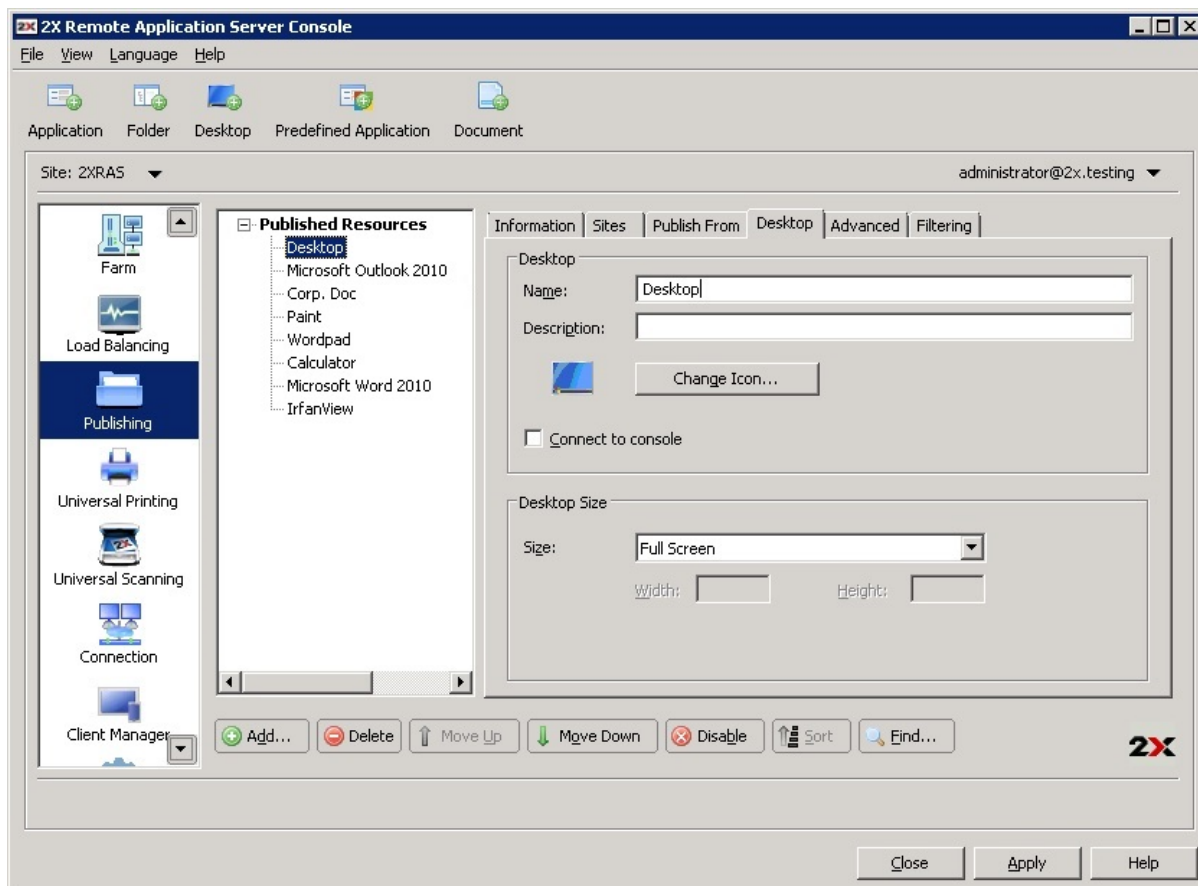 2X 2X Remote Application Server Console
File View Language Help
Application Folder Desktop Predefined Application Document
Site: 2XRAS administrator@2x.testing
Farm
Load Balancing
Publishing
Universal Printing
2X
Universal Scanning
Connection
Client Manager
Published Resources
Desktop
Microsoft Outlook 2010
Corp. Doc
Paint
Wordpad
Calculator
Microsoft Word 2010
IrfanView
Information Sites Publish From Desktop Advanced Filtering
Desktop
Name: Desktop
Description:
Change Icon...
Connect to console
Desktop Size
Size: Full Screen
Width: Height:
Add... Delete Move Up Move Down Disable Sort Find...
2X
Close Apply Help